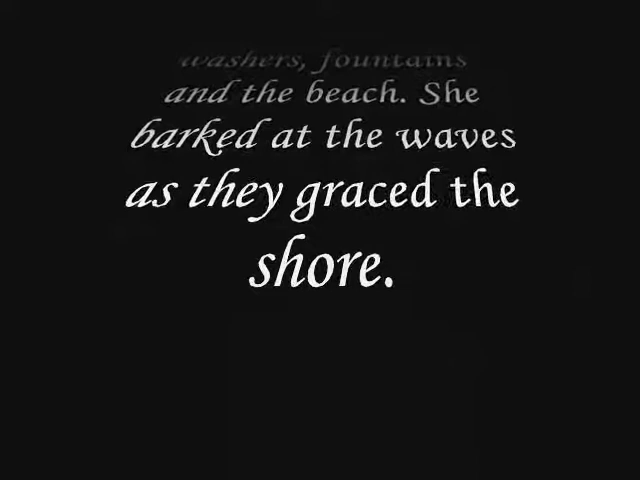 washers, fountains
and the beach. She
barked at the waves
as they graced the
shore.